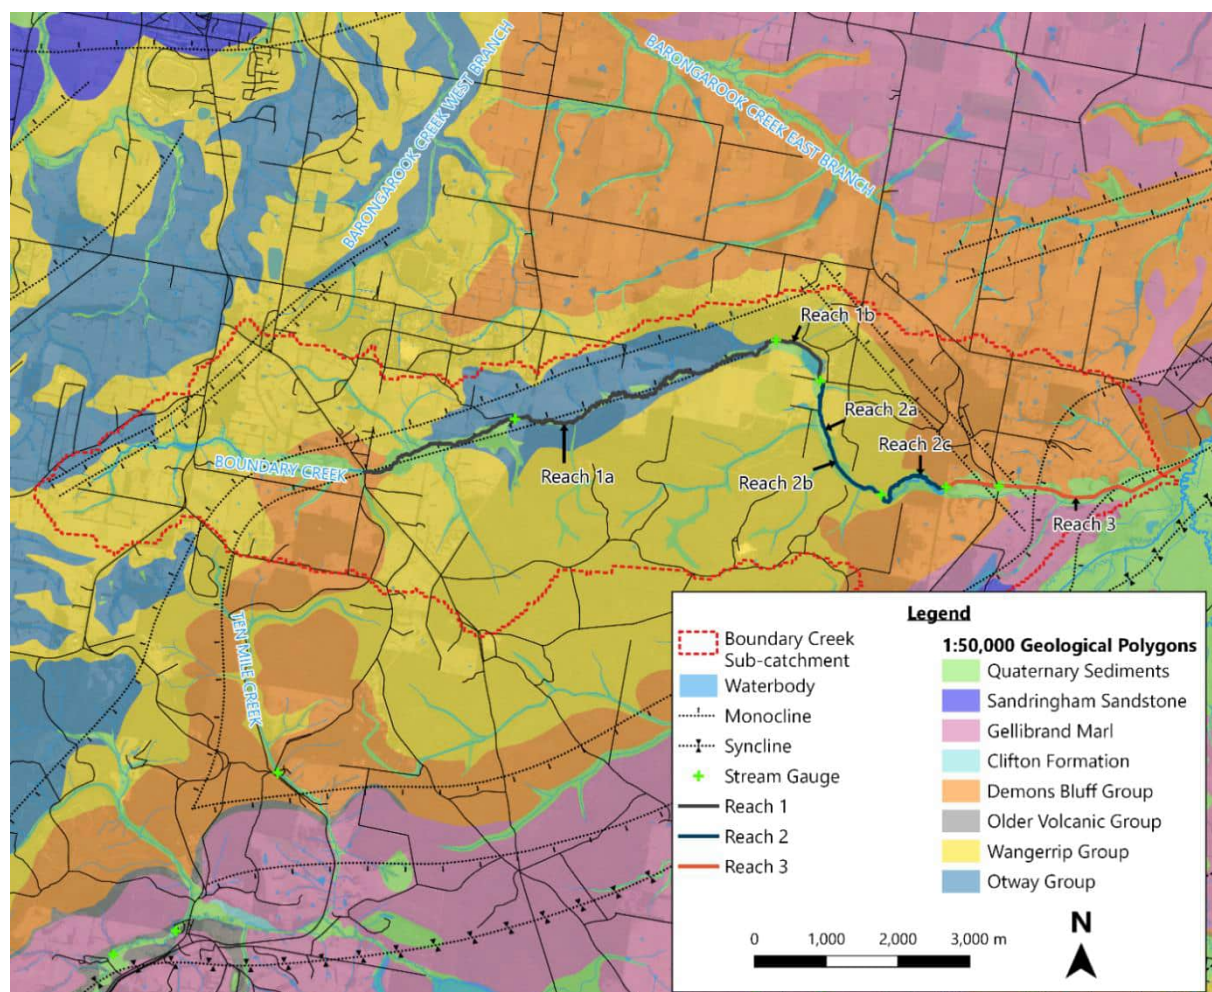 BARONGAROOK CREEK WEST BRANCH
BARONGAROOK CREEK EAST BRANCH
Reach 1b
Reach 2a
Reach 2c
BOUNDARY CREEK
Reach 1a
Reach 2b
Reach 3
TEN MILE CREEK
Legend
Boundary Creek
Sub-catchment
Waterbody
Monocline
Syncline
Stream Gauge
Reach 1
Reach 2
Reach 3
1:50,000 Geological Polygons
Quaternary Sediments
Sandringham Sandstone
Gellibrand Marl
Clifton Formation
Demons Bluff Group
Older Volcanic Group
Wangerrip Group
Otway Group
0 1,000 2,000 3,000 m
N